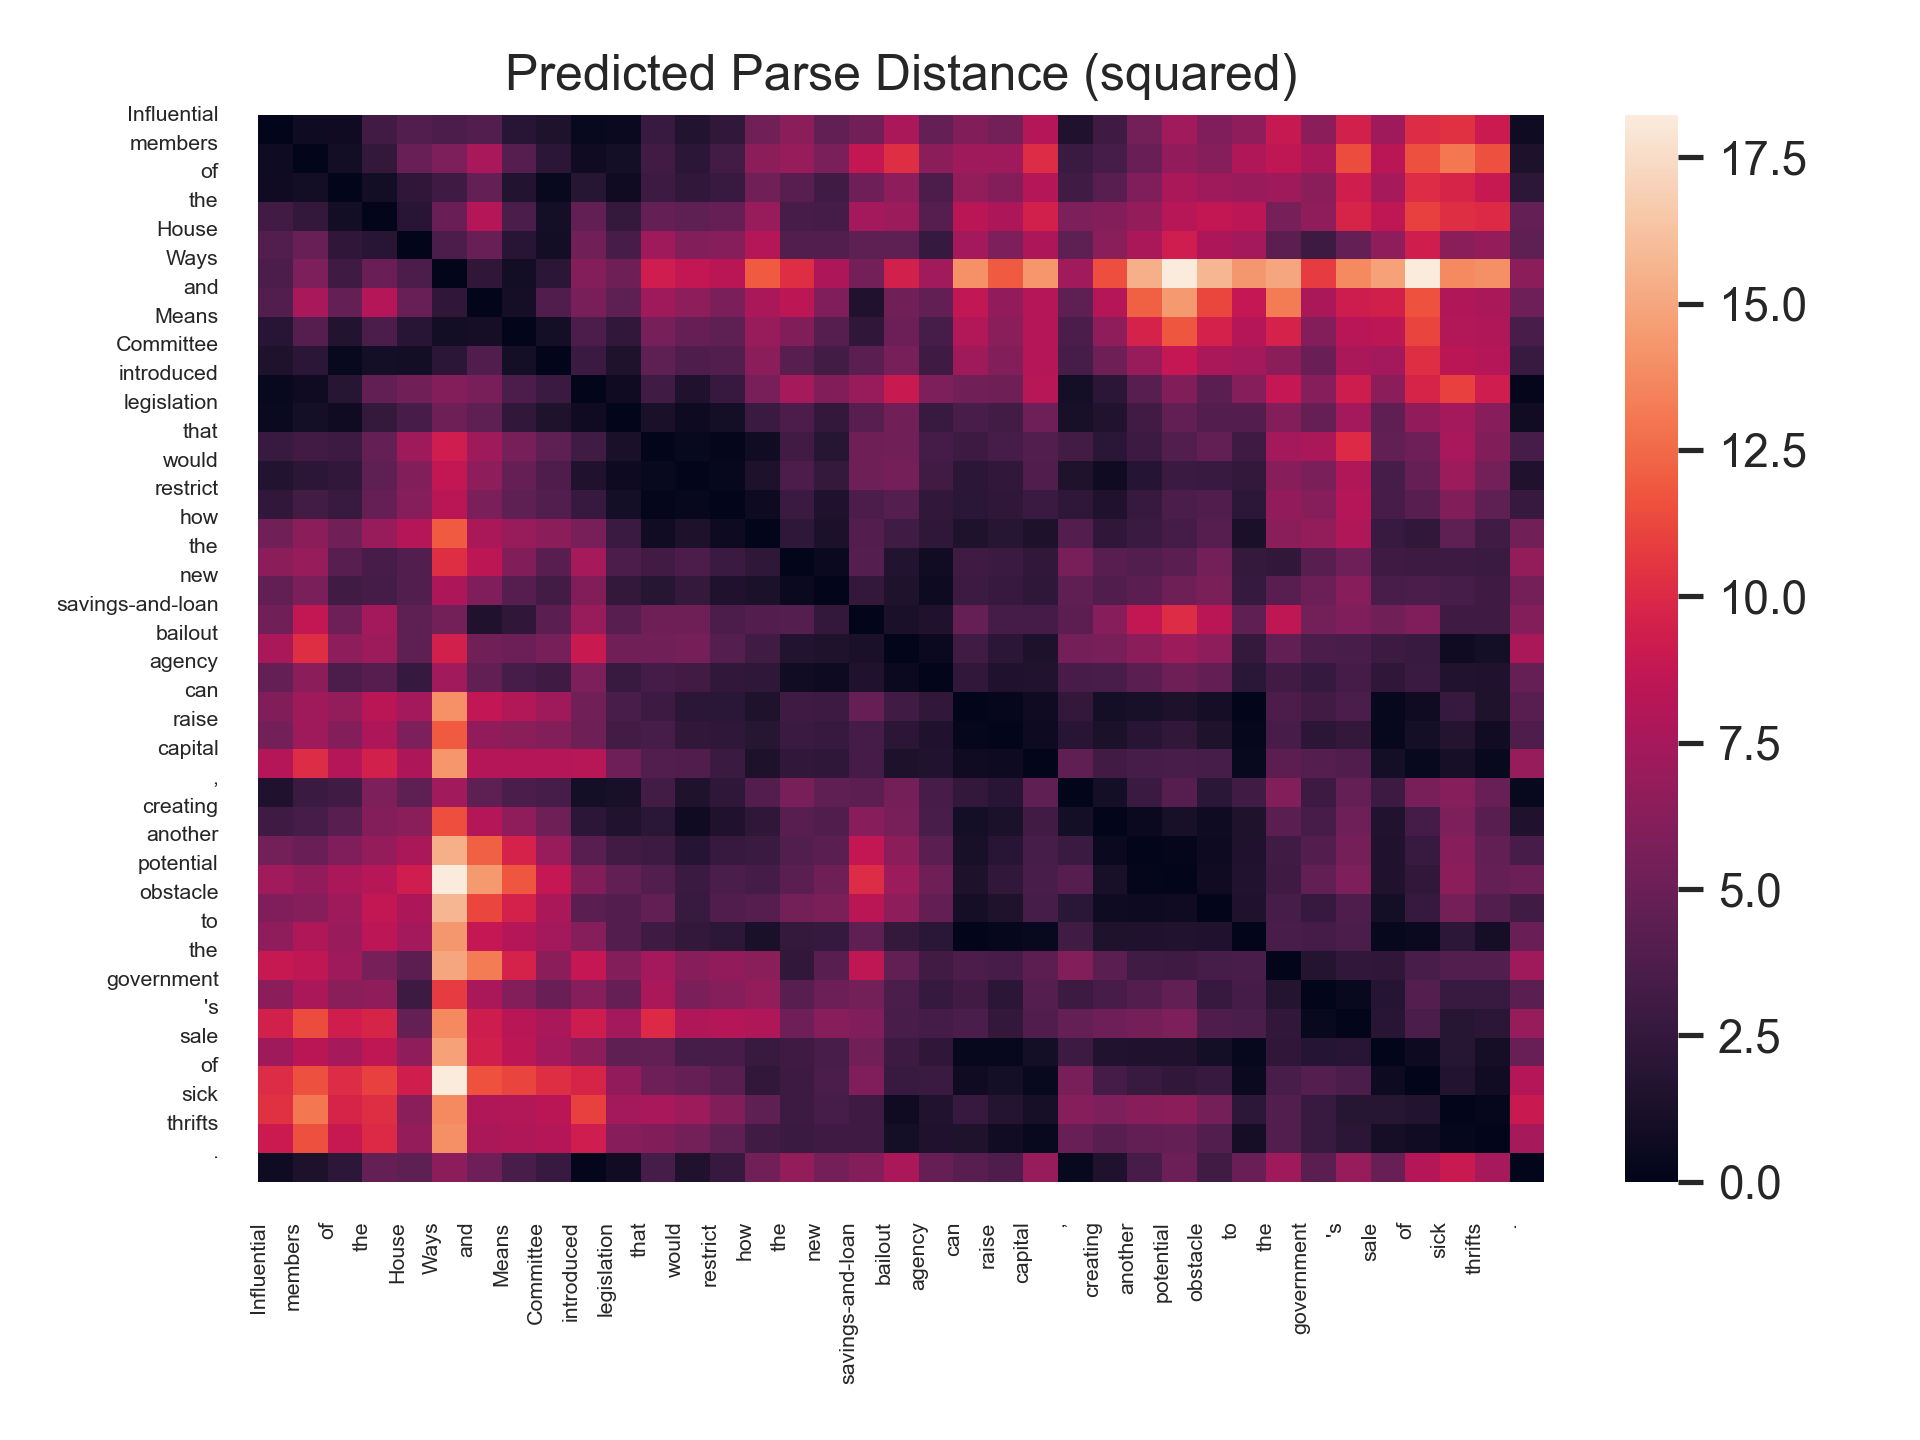 Predicted Parse Distance (squared)
Influential
members
of
the
House
Ways
and
Means
Committee
introduced
legislation
that
would
restrict
how
the
new
savings-and-loan
bailout
agency
can
raise
capital
,
creating
another
potential
obstacle
to
the
government
's
sale
of
sick
thrifts
.
17.5
15.0
12.5
10.0
7.5
5.0
2.5
0.0
Influential
members
of
the
House
Ways
and
Means
Committee
introduced
legislation
that
would
restrict
how
the
new
savings-and-loan
bailout
agency
can
raise
capital
,
creating
another
potential
obstacle
to
the
government
's
sale
of
sick
thrifts
.